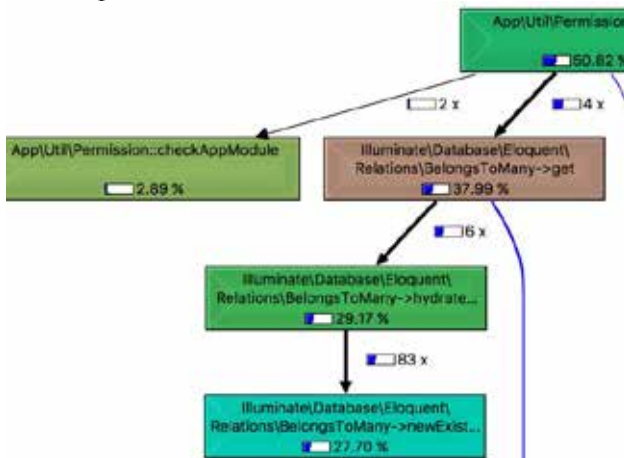 App\Util\Permission
50.82 %
2 x
4 x
App\Util\Permission::checkAppModule
2.89 %
Illuminate\Database\Eloquent\
Relations\BelongsToMany->get
37.99 %
6 x
Illuminate\Database\Eloquent\
Relations\BelongsToMany->hydrate...
29.17 %
83 x
Illuminate\Database\Eloquent\
Relations\BelongsToMany->newExist...
27.70 %